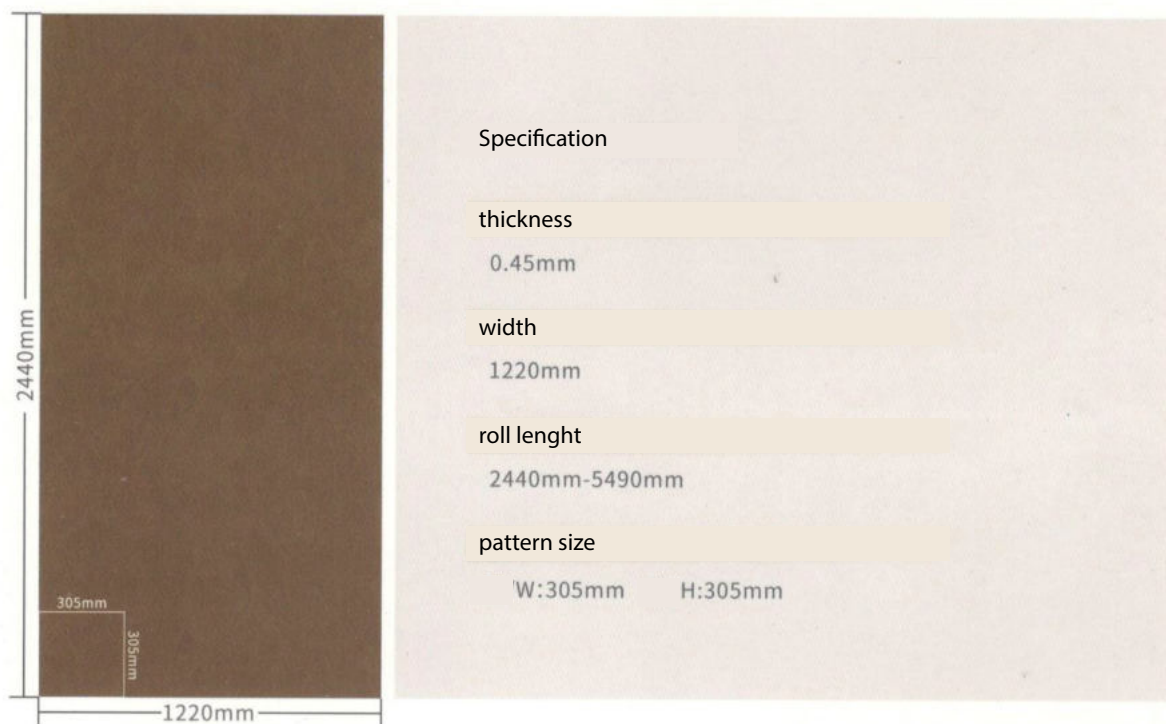 2440mm
305mm
305mm
1220mm
Specification
thickness
0.45mm
width
1220mm
roll lenght
2440mm-5490mm
pattern size
W:305mm H:305mm